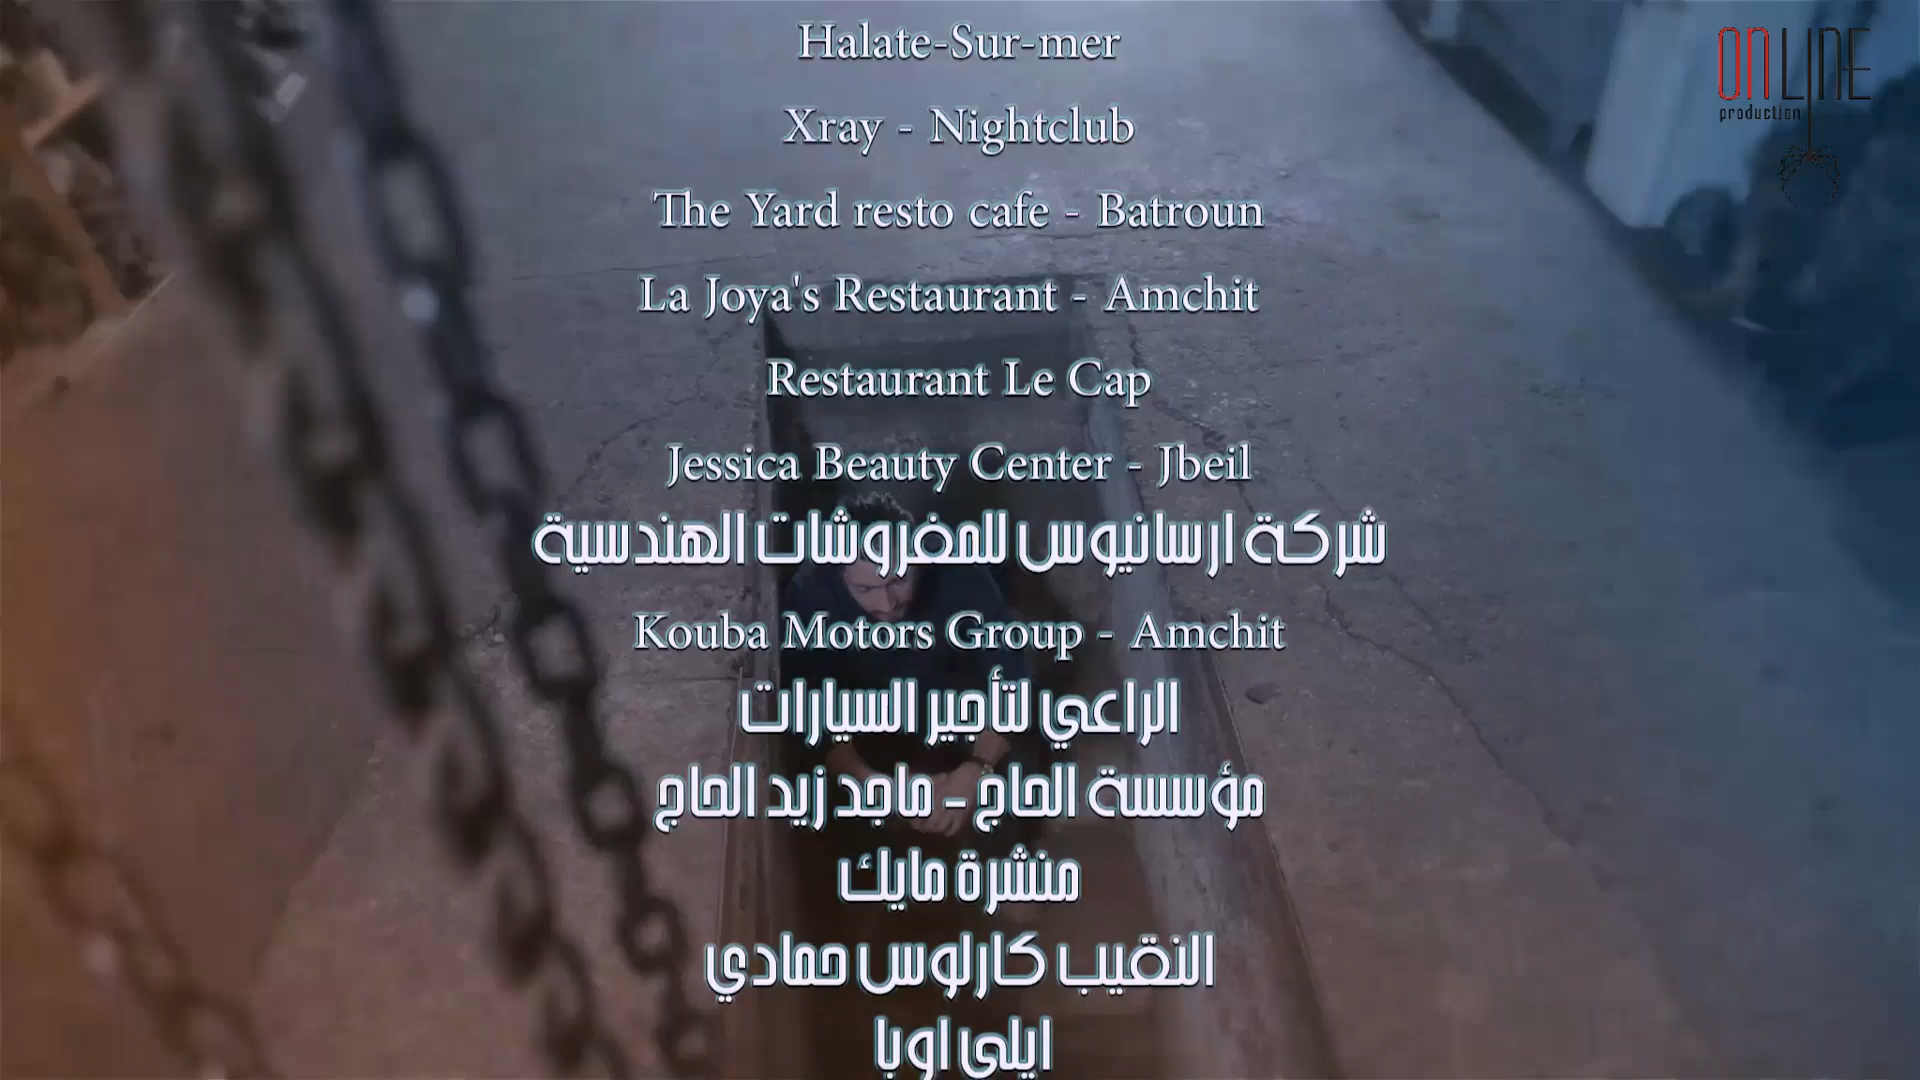 Halate-Sur-mer
ONLINE
production
Xray - Nightclub
The Yard resto cafe - Batroun
La Joya's Restaurant - Amchit
Restaurant Le Cap
Jessica Beauty Center - Jbeil
شركة ارسانيوس للمفروشات الهندسية
Kouba Motors Group - Amchit
الراعي لتأجير السيارات
مؤسسة الحاج - ماجد زيد الحاج
منشرة مايك
النقيب كارلوس حمادي
ايلي اوبا